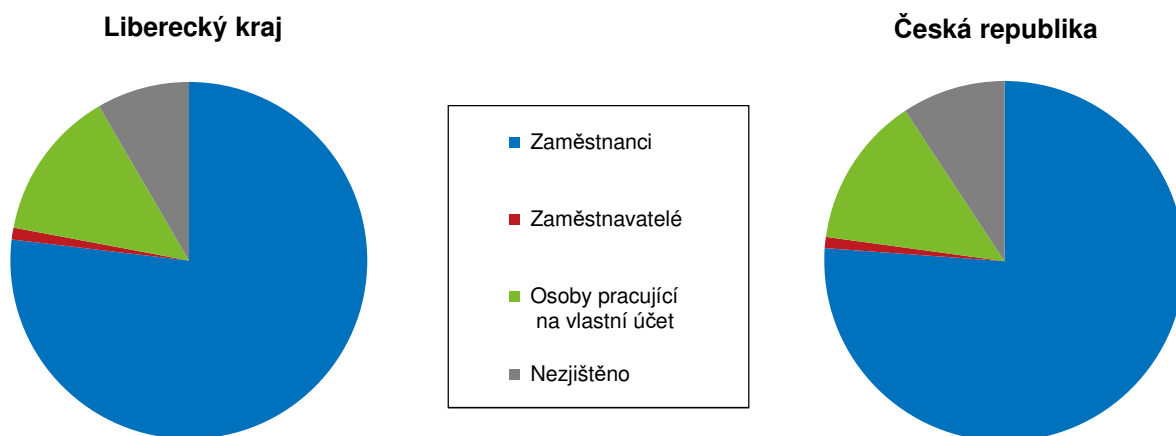 Liberecký kraj
Česká republika
Zaměstnanci
Zaměstnavatelé
Osoby pracující
na vlastní účet
Nezjištěno